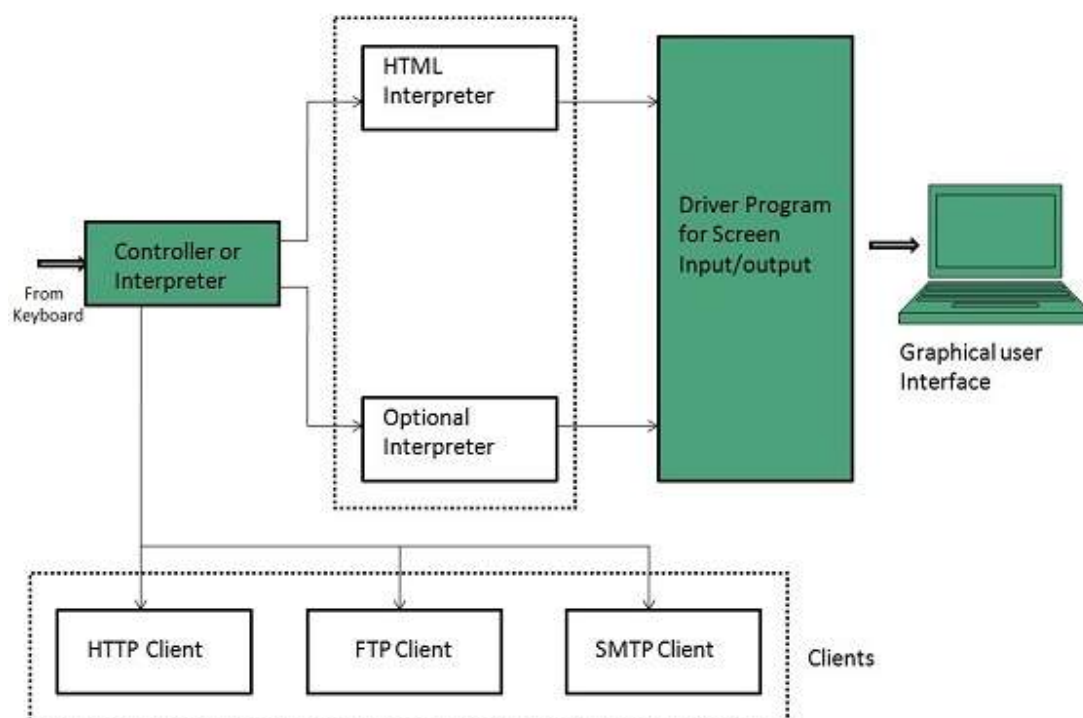 HTML
Interpreter
Driver Program
for Screen
Input/output
Controller or
Interpreter
From
Keyboard
Graphical user
Interface
Optional
Interpreter
HTTP Client
FTP Client
SMTP Client
Clients